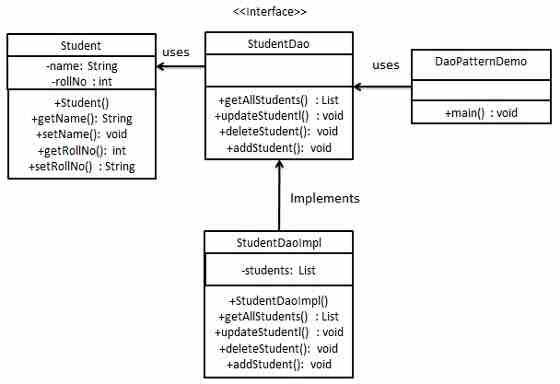 <<Interface>>
Student
-name: String
-rollNo : int
+Student()
+getName(): String
+setName(): void
+getRollNo(): int
+setRollNo() : String
uses
StudentDao
+getAllStudents() : List
+updateStudentl() : void
+deleteStudent(): void
+addStudent(): void
uses
DaoPatternDemo
+main() : void
Implements
StudentDaoImpl
-students: List
+StudentDaoImpl()
+getAllStudents() : List
+updateStudentl() : void
+deleteStudent(): void
+addStudent(): void